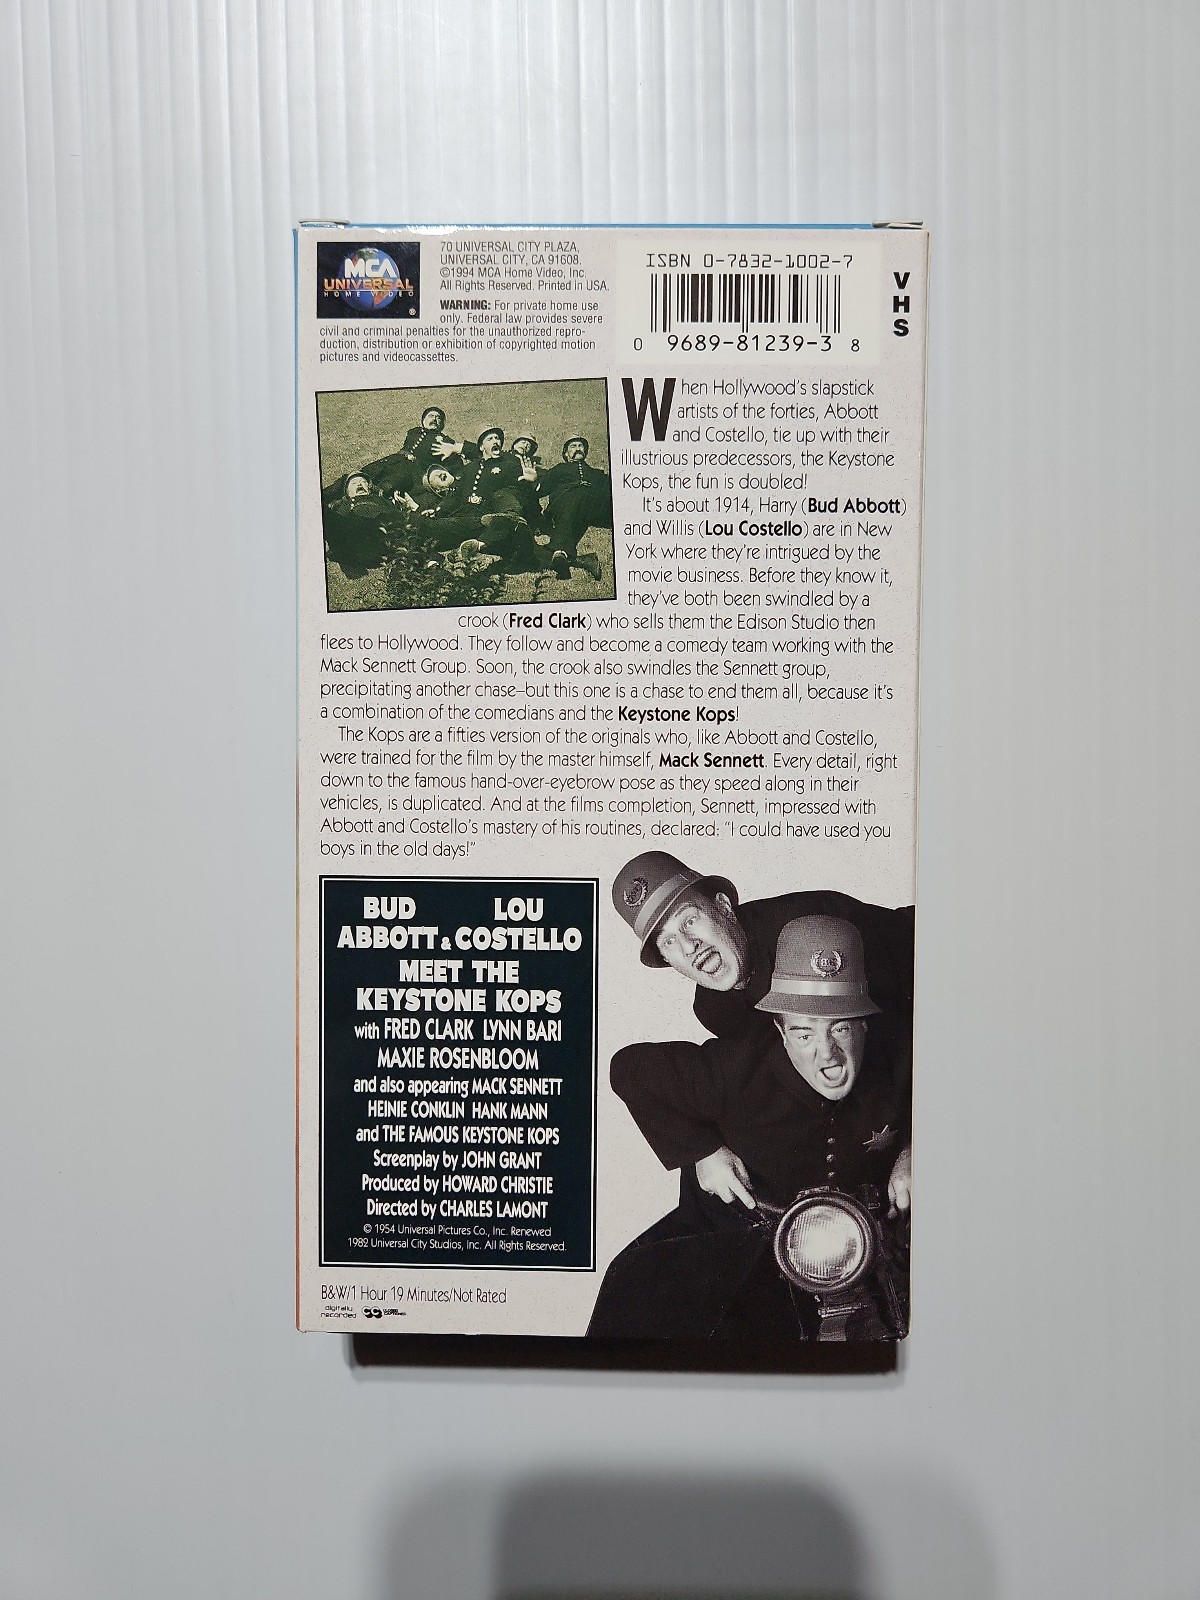 MCA
UNIVERSAL
HOME VIDEO
®
70 UNIVERSAL CITY PLAZA,
UNIVERSAL CITY, CA 91608.
©1994 MCA Home Video, Inc.
All Rights Reserved. Printed in USA.
WARNING: For private home use
only. Federal law provides severe
civil and criminal penalties for the unauthorized repro-
duction, distribution or exhibition of copyrighted motion
pictures and videocassettes.
ISBN 0-7832-1002-7
0 9689-81239-3 8
VHS
When Hollywood's slapstick
artists of the forties, Abbott
and Costello, tie up with their
illustrious predecessors, the Keystone
Kops, the fun is doubled!
It's about 1914, Harry (Bud Abbott)
and Willis (Lou Costello) are in New
York where they're intrigued by the
movie business. Before they know it,
they've both been swindled by a
crook (Fred Clark) who sells them the Edison Studio then
flees to Hollywood. They follow and become a comedy team working with the
Mack Sennett Group. Soon, the crook also swindles the Sennett group,
precipitating another chase–but this one is a chase to end them all, because it's
a combination of the comedians and the Keystone Kops!
The Kops are a fifties version of the originals who, like Abbott and Costello,
were trained for the film by the master himself, Mack Sennett. Every detail, right
down to the famous hand-over-eyebrow pose as they speed along in their
vehicles, is duplicated. And at the films completion, Sennett, impressed with
Abbott and Costello's mastery of his routines, declared: "I could have used you
boys in the old days!"
BUD LOU
ABBOTT & COSTELLO
MEET THE
KEYSTONE KOPS
with FRED CLARK LYNN BARI
MAXIE ROSENBLOOM
and also appearing MACK SENNETT
HEINIE CONKLIN HANK MANN
and THE FAMOUS KEYSTONE KOPS
Screenplay by JOHN GRANT
Produced by HOWARD CHRISTIE
Directed by CHARLES LAMONT
© 1954 Universal Pictures Co., Inc. Renewed
1982 Universal City Studios, Inc. All Rights Reserved.
B&W/1 Hour 19 Minutes/Not Rated
digitally
recorded
CC CLOSED
CAPTIONED